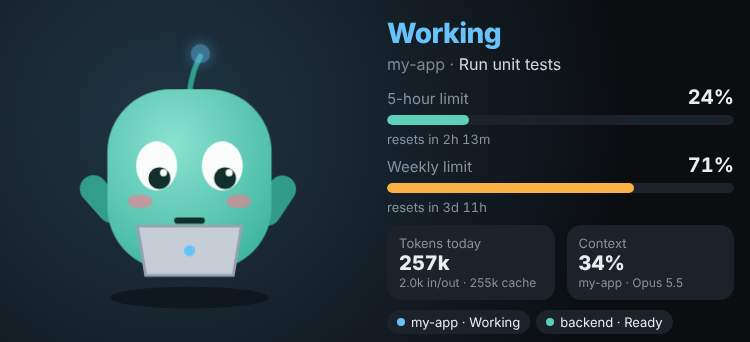 Working
my-app · Run unit tests
5-hour limit 24%
resets in 2h 13m
Weekly limit 71%
resets in 3d 11h
Tokens today
257k
2.0k in/out · 255k cache
Context
34%
my-app · Opus 5.5
my-app · Working
backend · Ready